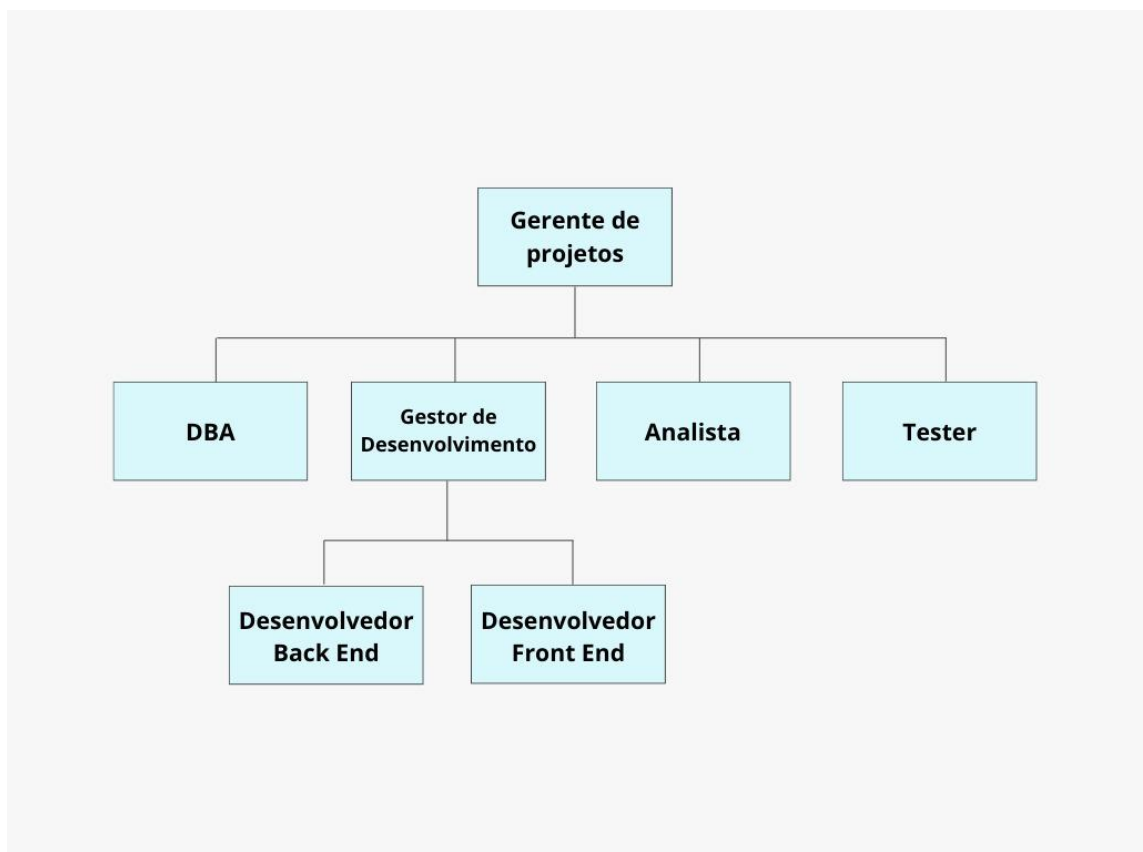 Gerente de
projetos
DBA
Gestor de
Desenvolvimento
Analista
Tester
Desenvolvedor
Back End
Desenvolvedor
Front End